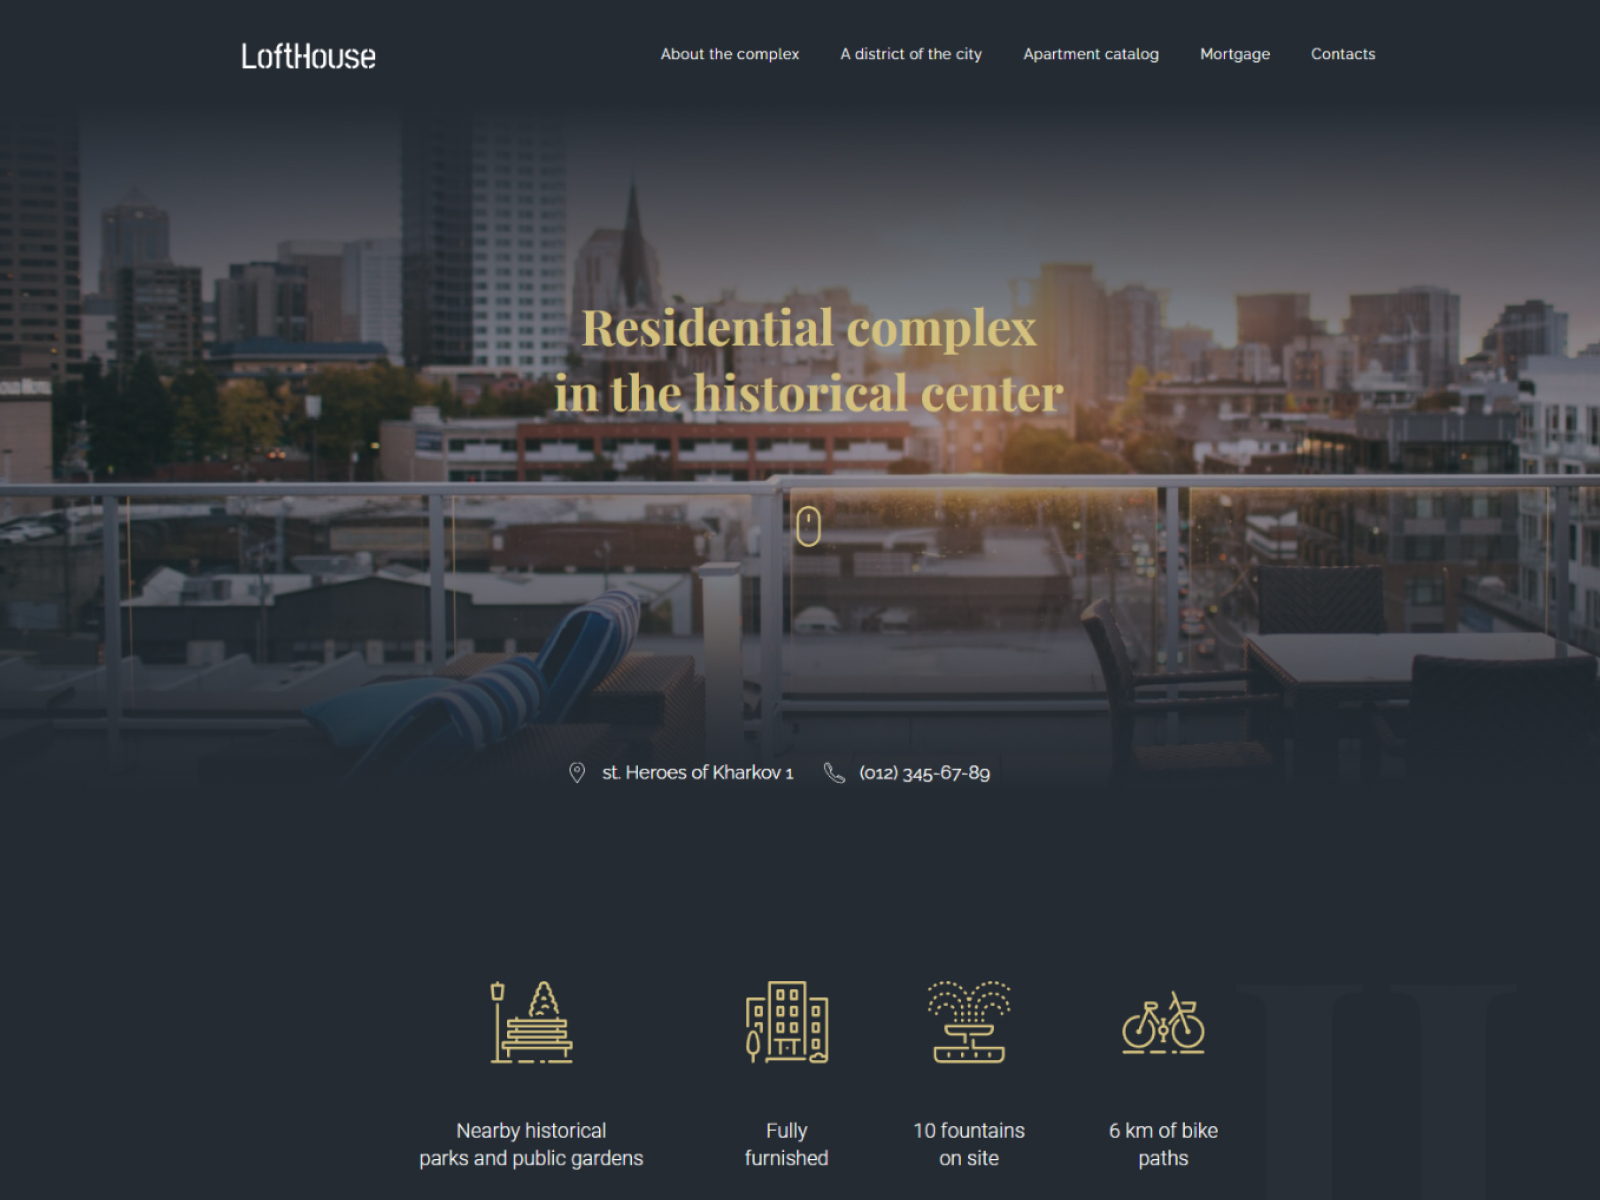 LoftHouse
About the complex
A district of the city
Apartment catalog
Mortgage
Contacts
Residential complex
in the historical center
st. Heroes of Kharkov 1
(012) 345-67-89
Nearby historical
parks and public gardens
Fully
furnished
10 fountains
on site
6 km of bike
paths